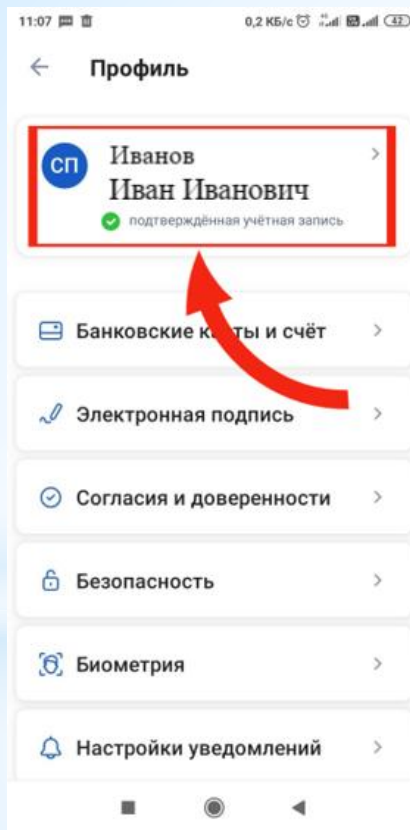 11:07 0,2 КБ/с 42
Профиль
СП
Иванов
Иван Иванович
подтверждённая учётная запись
Банковские карты и счёт
Электронная подпись
Согласия и доверенности
Безопасность
Биометрия
Настройки уведомлений